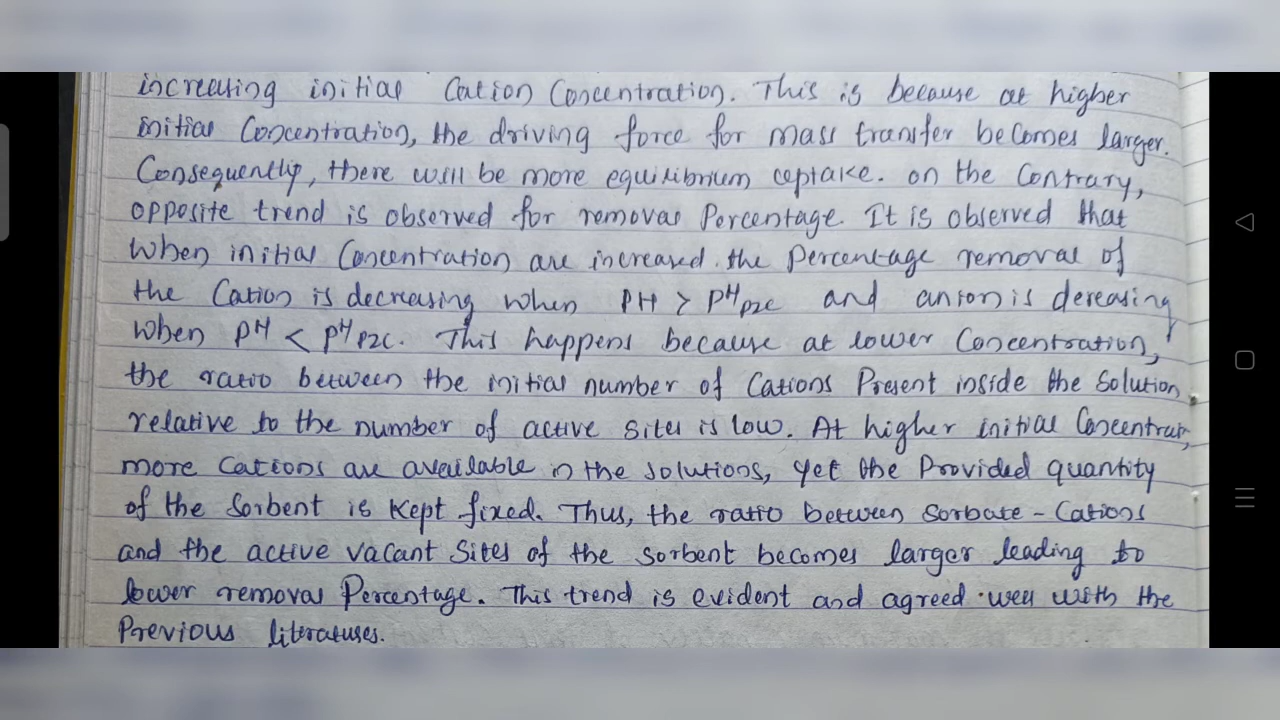 increasing initial Cation Concentration. This is because at higher
initial Concentration, the driving force for mass transfer becomes larger.
Consequently, there will be more equilibrium uptake. on the Contrary,
opposite trend is observed for removal Percentage. It is observed that
when initial Concentration are increased. the percentage removal of
the Cation is decreasing when PH > PH PZC and anion is dereasing
when PH < PH PZC. This happens because at lower Concentration,
the ratio between the initial number of Cations Present inside the Solution
relative to the number of active sites is low. At higher initial Concentration,
more Cations are available in the solutions, yet the Provided quantity
of the Sorbent is Kept fixed. Thus, the ratio between Sorbate - Cations
and the active vacant Sites of the sorbent becomes larger leading to
lower removal Percentage. This trend is evident and agreed well with the
Previous literatures.